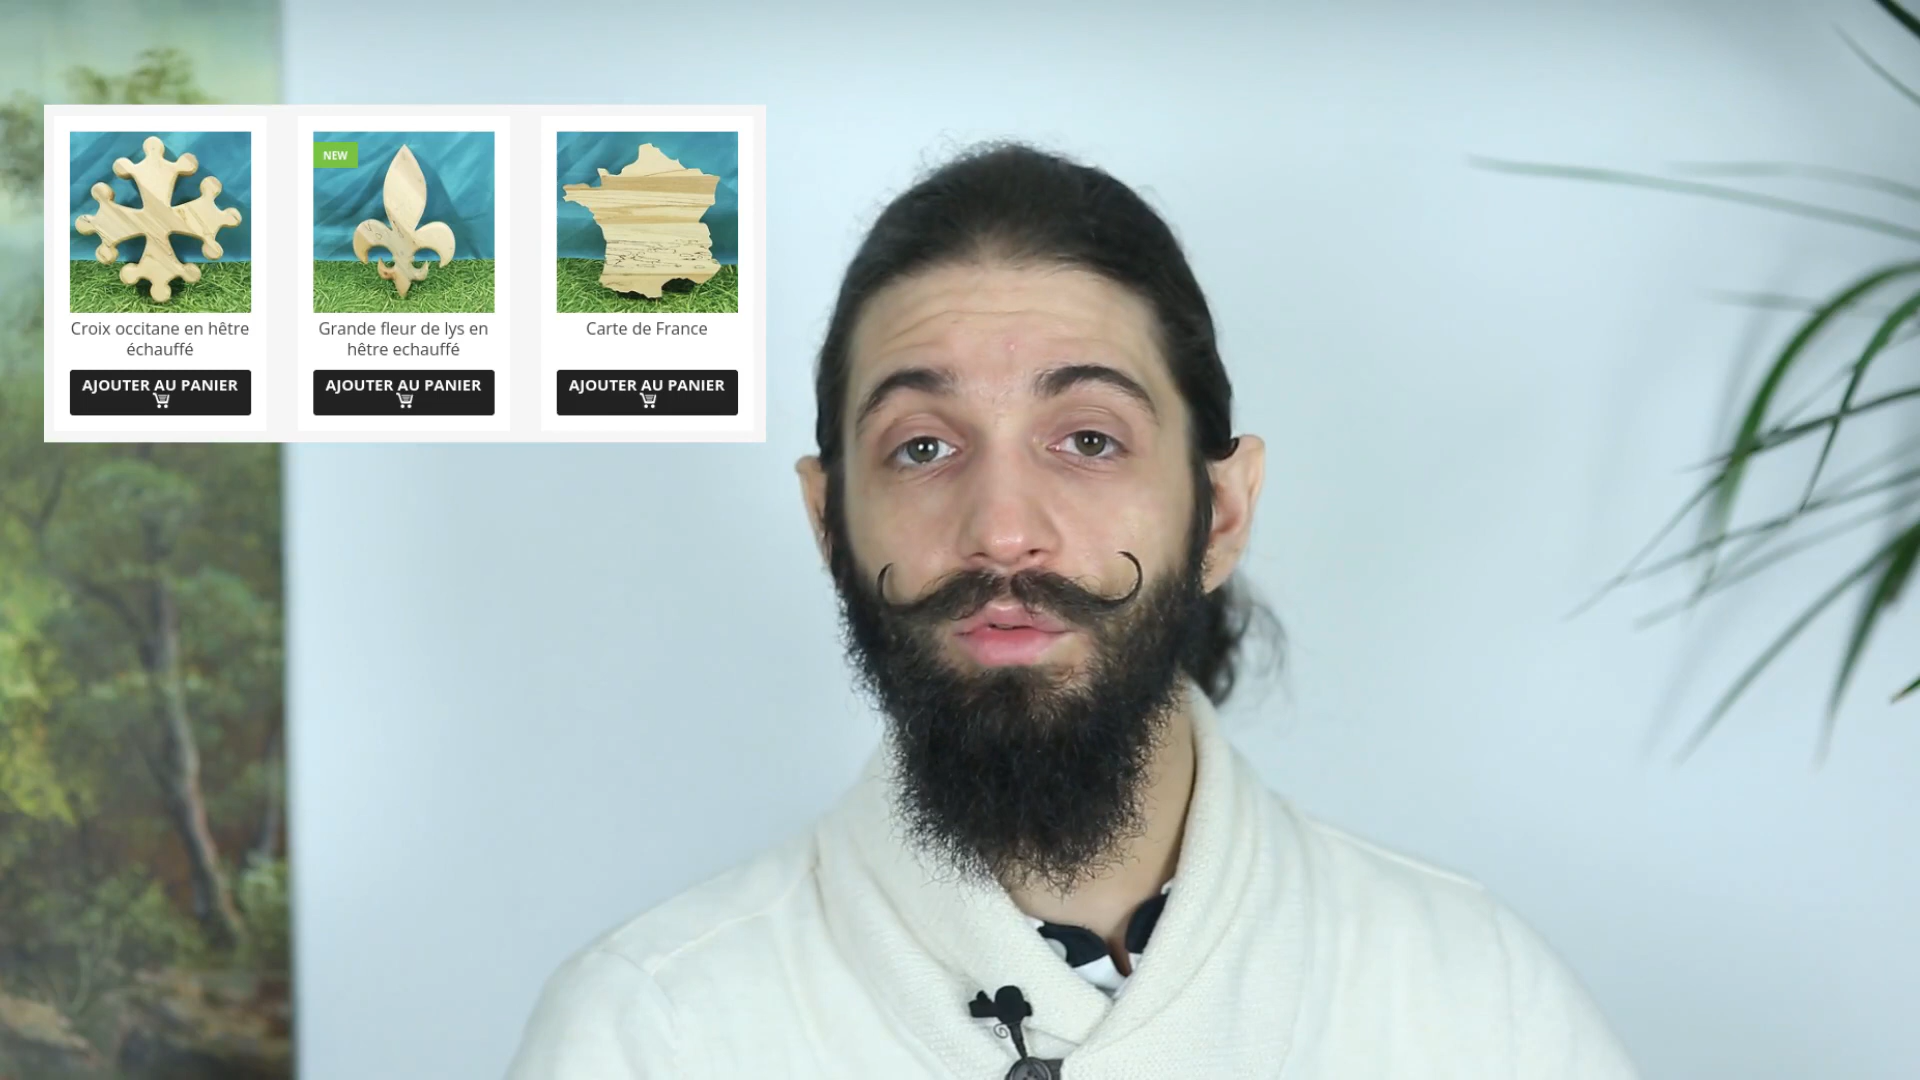 NEW
Croix occitane en hêtre
échauffé
AJOUTER AU PANIER
Grande fleur de lys en
hêtre echauffé
AJOUTER AU PANIER
Carte de France
AJOUTER AU PANIER